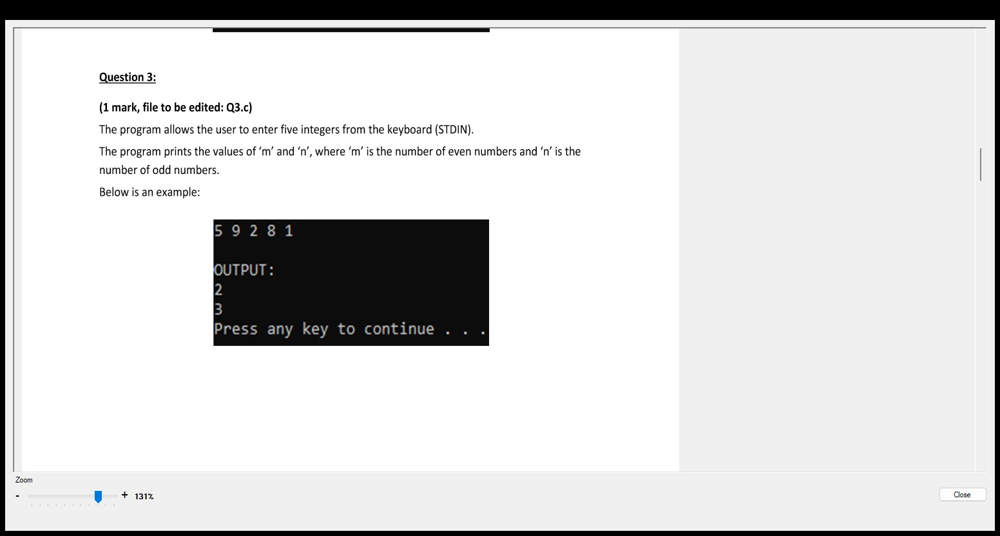 Question 3:
(1 mark, file to be edited: Q3.c)
The program allows the user to enter five integers from the keyboard (STDIN).
The program prints the values of ‘m’ and ‘n’, where ‘m’ is the number of even numbers and ‘n’ is the
number of odd numbers.
Below is an example:
5 9 2 8 1
OUTPUT:
2
3
Press any key to continue . . .
Zoom
- + 131%
Close